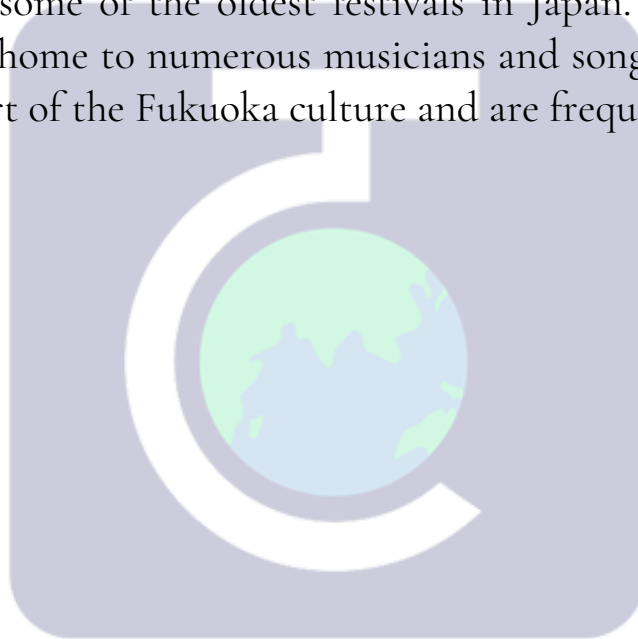 some of the oldest festivals in Japan.
home to numerous musicians and song
rt of the Fukuoka culture and are frequ